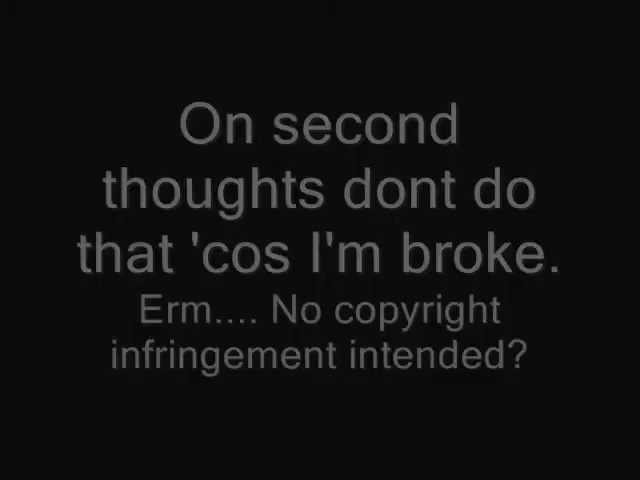 On second
thoughts dont do
that 'cos I'm broke.
Erm.... No copyright
infringement intended?